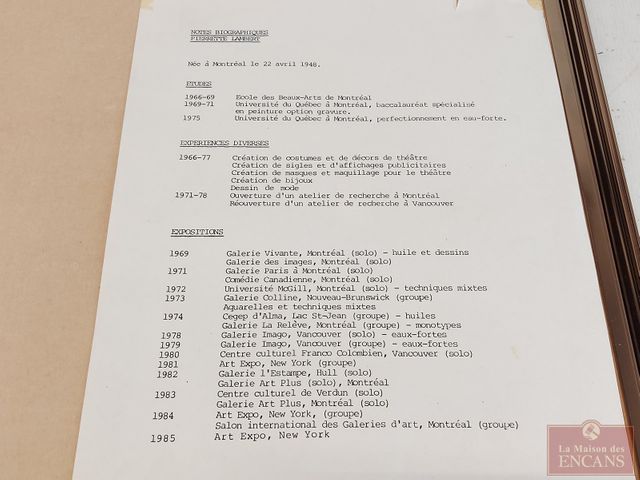 NOTES BIOGRAPHIQUES
PIERRETTE LAMBERT
Née à Montréal le 22 avril 1948.
ETUDES
1966-69 Ecole des Beaux-Arts de Montréal
1969-71 Université du Québec à Montréal, baccalauréat spécialisé
en peinture option gravure.
1975 Université du Québec à Montréal, perfectionnement en eau-forte.
EXPERIENCES DIVERSES
1966-77 Création de costumes et de décors de théâtre
Création de sigles et d'affichages publicitaires
Création de masques et maquillage pour le théâtre
Création de bijoux
Dessin de mode
1971-78 Ouverture d'un atelier de recherche à Montréal
Réouverture d'un atelier de recherche à Vancouver
EXPOSITIONS
1969 Galerie Vivante, Montréal (solo) - huile et dessins
Galerie des images, Montréal (solo)
1971 Galerie Paris à Montréal (solo)
Comédie Canadienne, Montréal (solo)
1972 Université McGill, Montréal (solo) - techniques mixtes
1973 Galerie Colline, Nouveau-Brunswick (groupe)
Aquarelles et techniques mixtes
1974 Cegep d'Alma, Lac St-Jean (groupe) - huiles
Galerie La Relève, Montréal (groupe) - monotypes
1978 Galerie Imago, Vancouver (solo) - eaux-fortes
1979 Galerie Imago, Vancouver (groupe) - eaux-fortes
1980 Centre culturel Franco Colombien, Vancouver (solo)
1981 Art Expo, New York (groupe)
1982 Galerie l'Estampe, Hull (solo)
Galerie Art Plus (solo), Montréal
1983 Centre culturel de Verdun (solo)
Galerie Art Plus, Montréal (solo)
1984 Art Expo, New York, (groupe)
Salon international des Galeries d'art, Montréal (groupe)
1985 Art Expo, New York
La Maison des
ENCANS